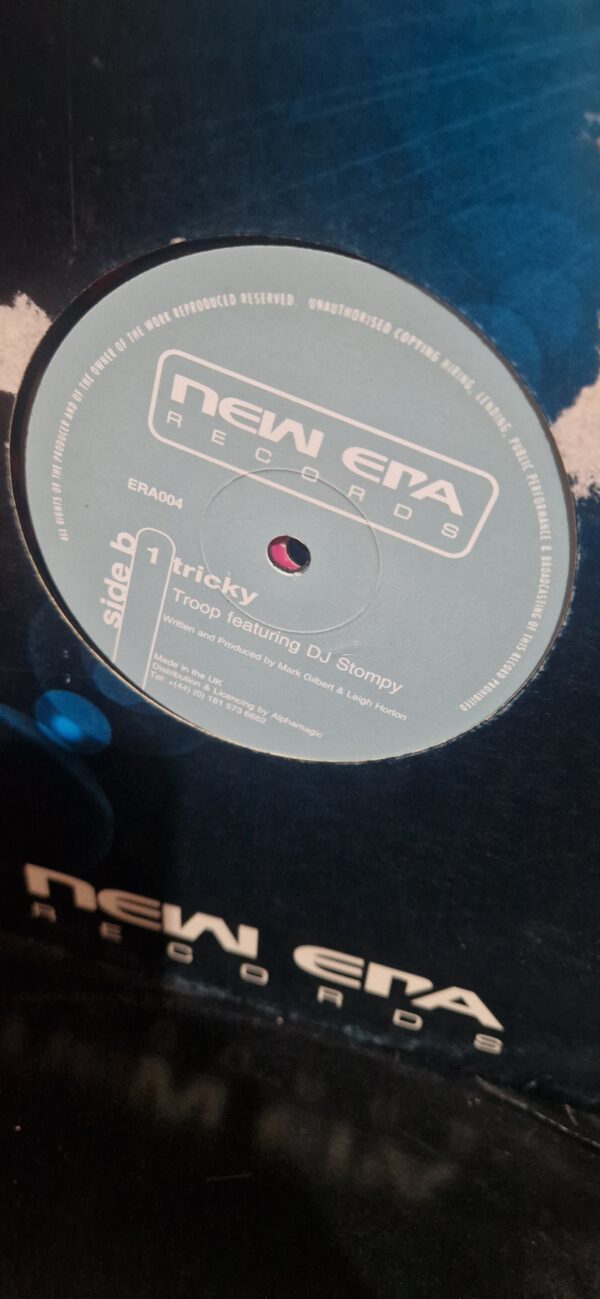 ALL RIGHTS OF THE PRODUCER AND OF THE OWNER OF THE WORK REPRODUCED RESERVED. UNAUTHORISED COPYING HIRING, LENDING, PUBLIC PERFORMANCE & BROADCASTING OF THIS RECORD PROHIBITED
NEW ERA
RECORDS
ERA004
side b
1 tricky
Troop featuring DJ Stompy
Written and Produced by Mark Gilbert & Leigh Horton
Made in the UK
Distribution & Licencing by Alphamagic
Tel: +(44) (0) 181 573 6662
NEW ERA
RECORDS